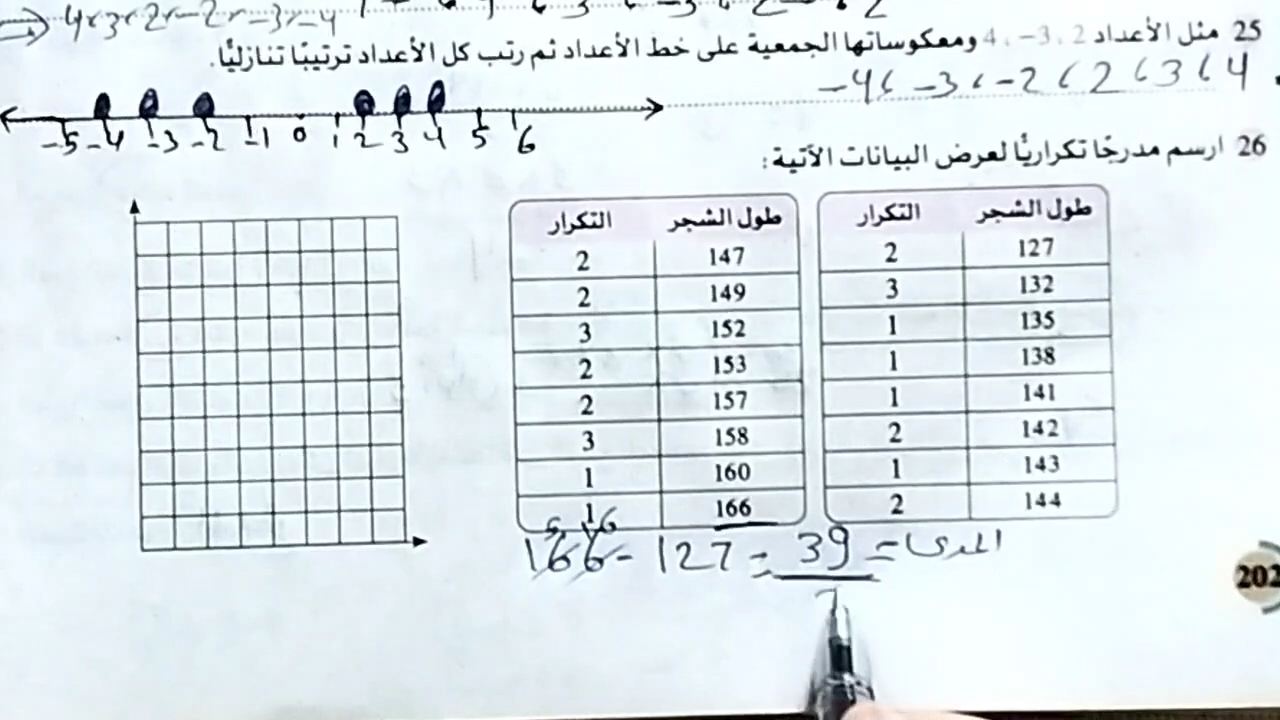 4، 3، 2، -2، -3، -4
25 مثل الأعداد 2، 3-، 4 ومعكوساتها الجمعية على خط الأعداد ثم رتب كل الأعداد ترتيبًا تنازليًّا.
-4، -3، -2، 2، 3، 4
-5 -4 -3 -2 -1 0 1 2 3 4 5 6
26 ارسم مدرجًا تكراريًّا لعرض البيانات الآتية:
طول الشجر التكرار
127 2
132 3
135 1
138 1
141 1
142 2
143 1
144 2
طول الشجر التكرار
147 2
149 2
152 3
153 2
157 2
158 3
160 1
166 1
5 16
166 - 127 = 39 = المدى
202